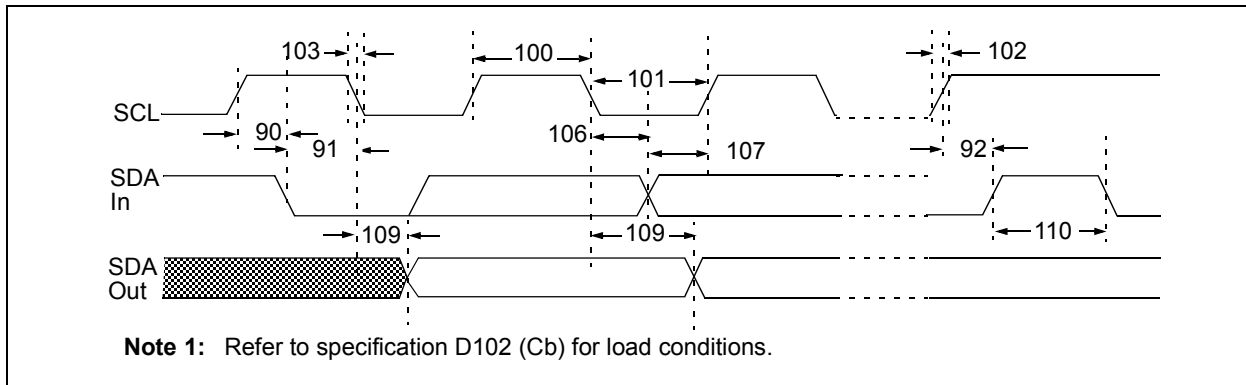 103
100
101
102
SCL
90
91
106
107
92
SDA
In
109
109
110
SDA
Out
Note 1: Refer to specification D102 (Cb) for load conditions.